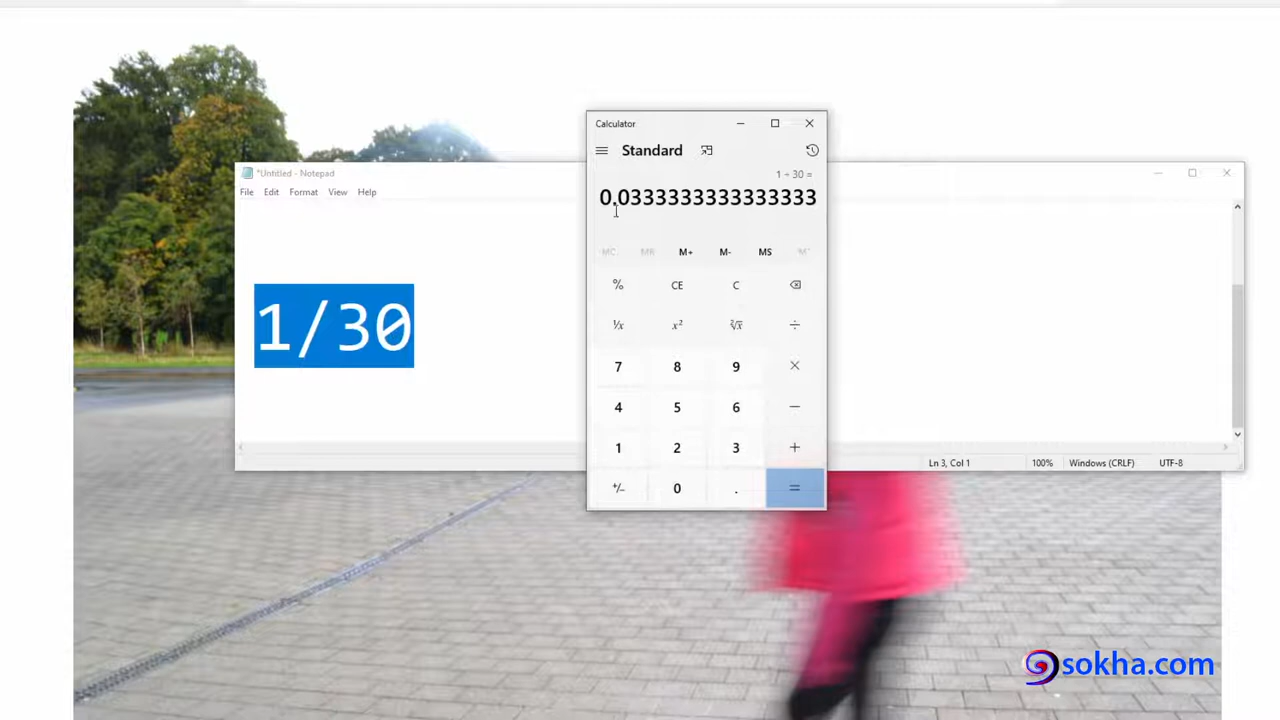 Calculator
Standard
1 ÷ 30 =
0.0333333333333333
*Untitled - Notepad
File Edit Format View Help
1/30
MC MR M+ M- MS
% CE C
¹/x x² ²√x ÷
7 8 9 ×
4 5 6 −
1 2 3 +
+/− 0 . =
Ln 3, Col 1 100% Windows (CRLF) UTF-8
sokha.com